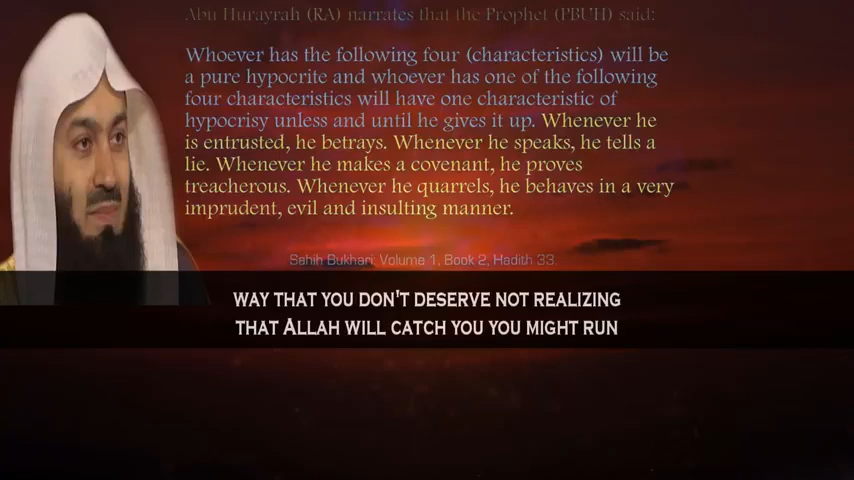 Abu Hurayrah (RA) narrates that the Prophet (PBUH) said:
Whoever has the following four (characteristics) will be
a pure hypocrite and whoever has one of the following
four characteristics will have one characteristic of
hypocrisy unless and until he gives it up. Whenever he
is entrusted, he betrays. Whenever he speaks, he tells a
lie. Whenever he makes a covenant, he proves
treacherous. Whenever he quarrels, he behaves in a very
imprudent, evil and insulting manner.
Sahih Bukhari: Volume 1, Book 2, Hadith 33.
WAY THAT YOU DON'T DESERVE NOT REALIZING
THAT ALLAH WILL CATCH YOU YOU MIGHT RUN